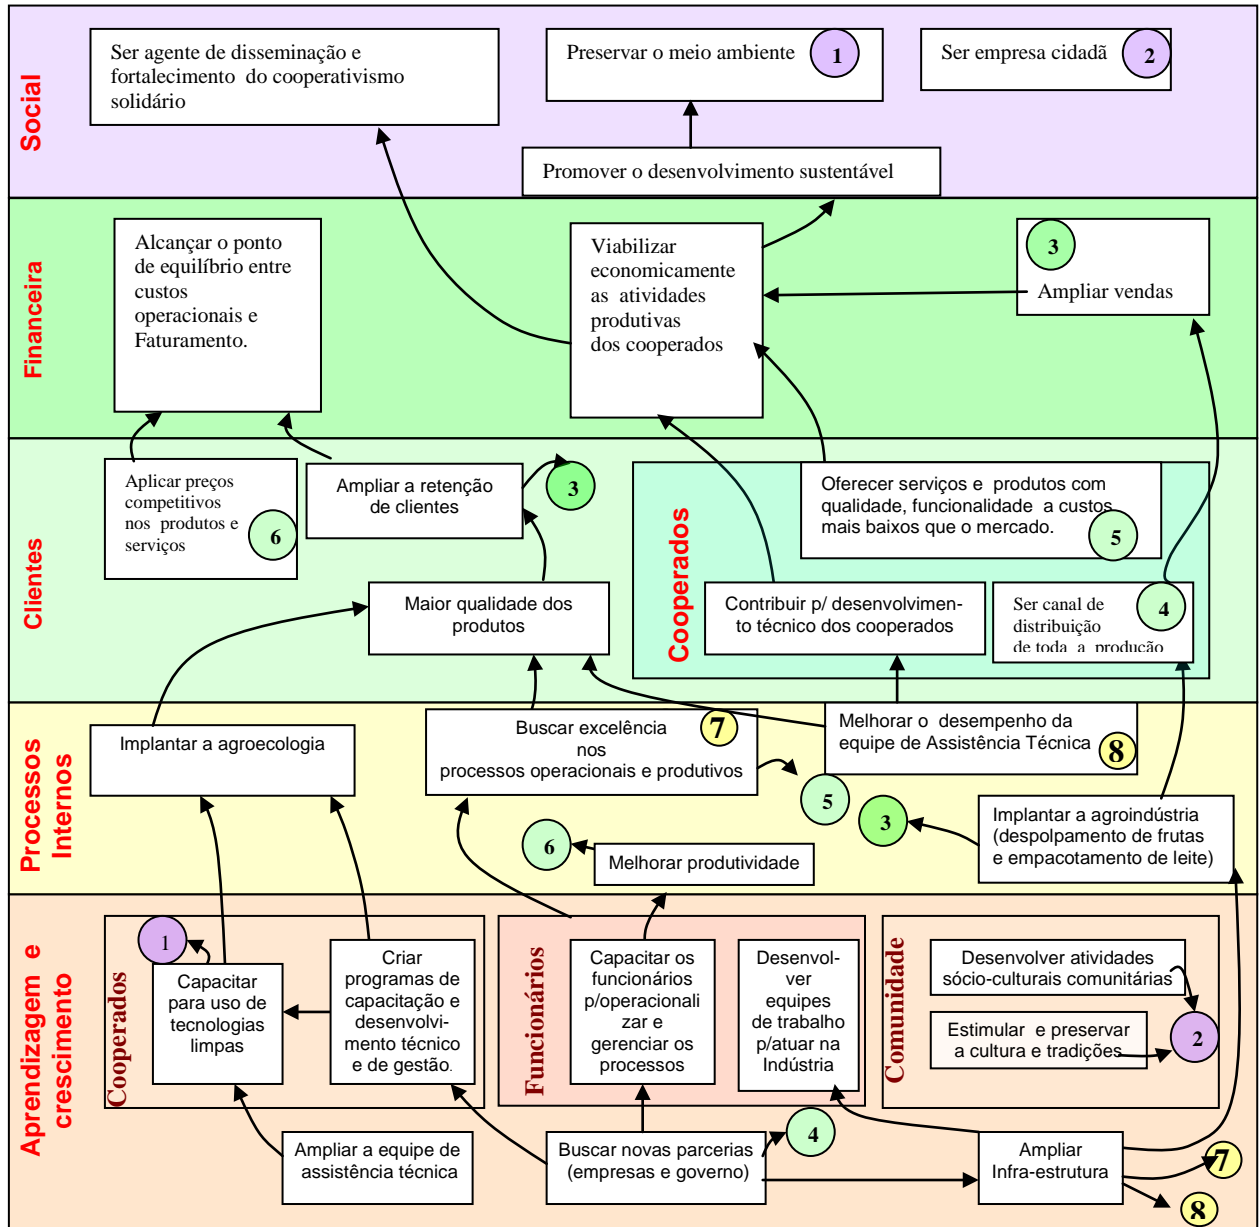 Social
Ser agente de disseminação e
fortalecimento do cooperativismo
solidário
Preservar o meio ambiente
1
Ser empresa cidadã
2
Promover o desenvolvimento sustentável
Financeira
Alcançar o ponto
de equilíbrio entre
custos
operacionais e
Faturamento.
Viabilizar
economicamente
as atividades
produtivas
dos cooperados
3
Ampliar vendas
Clientes
Aplicar preços
competitivos
nos produtos e
serviços
6
Ampliar a retenção
de clientes
3
Maior qualidade dos
produtos
Cooperados
Oferecer serviços e produtos com
qualidade, funcionalidade a custos
mais baixos que o mercado.
5
Contribuir p/ desenvolvimen-
to técnico dos cooperados
Ser canal de
distribuição
de toda a produção
4
Processos
Internos
Implantar a agroecologia
Buscar excelência
nos
processos operacionais e produtivos
7
5
Melhorar o desempenho da
equipe de Assistência Técnica
8
6
Melhorar produtividade
3
Implantar a agroindústria
(despolpamento de frutas
e empacotamento de leite)
Aprendizagem e
crescimento
Cooperados
1
Capacitar
para uso de
tecnologias
limpas
Criar
programas de
capacitação e
desenvolvi-
mento técnico
e de gestão.
Funcionários
Capacitar os
funcionários
p/operacionali
zar e
gerenciar os
processos
Desenvol-
ver
equipes
de trabalho
p/atuar na
Indústria
Comunidade
Desenvolver atividades
sócio-culturais comunitárias
Estimular e preservar
a cultura e tradições
2
Ampliar a equipe de
assistência técnica
Buscar novas parcerias
(empresas e governo)
4
Ampliar
Infra-estrutura
7
8